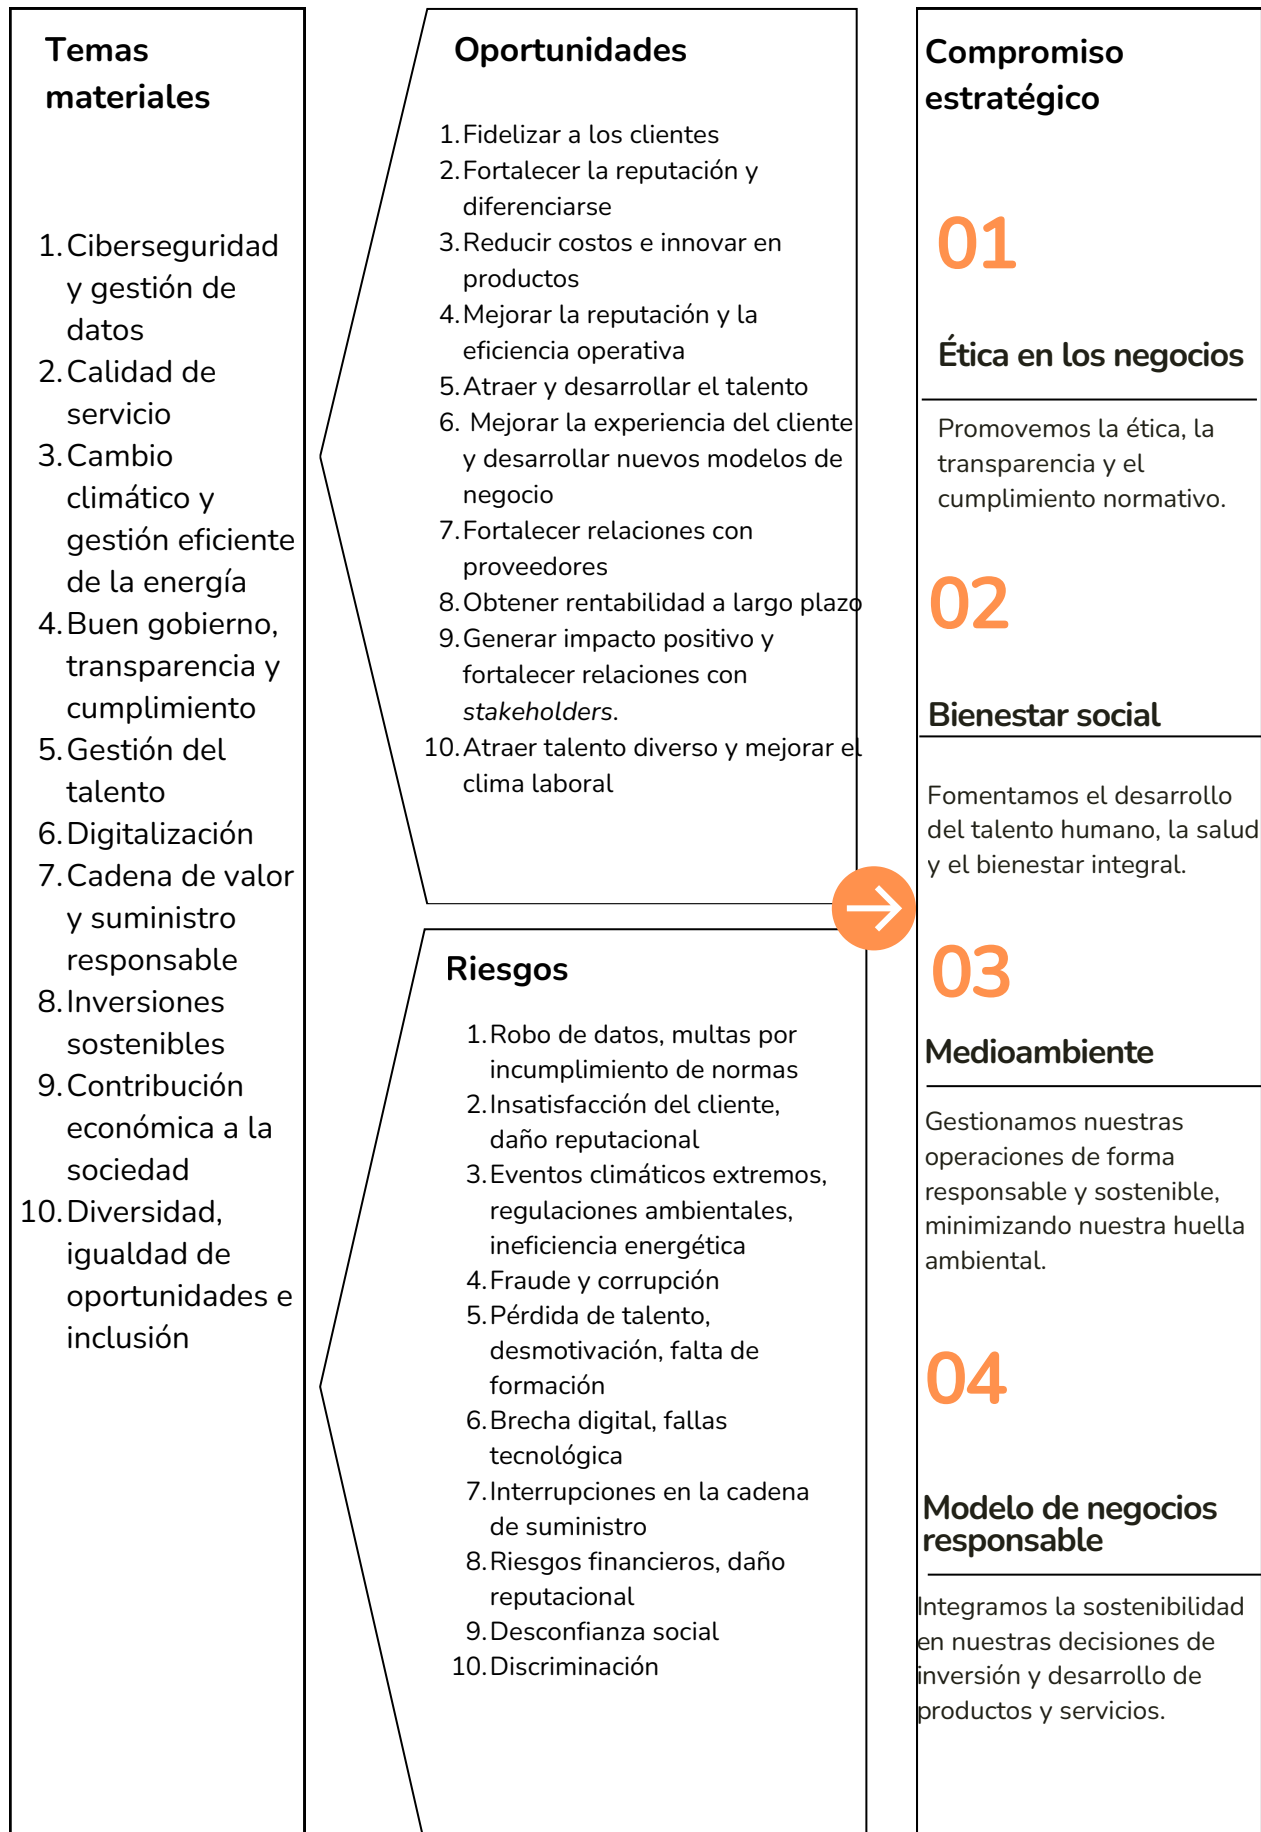 Temas
materiales
1. Ciberseguridad
y gestión de
datos
2. Calidad de
servicio
3. Cambio
climático y
gestión eficiente
de la energía
4. Buen gobierno,
transparencia y
cumplimiento
5. Gestión del
talento
6. Digitalización
7. Cadena de valor
y suministro
responsable
8. Inversiones
sostenibles
9. Contribución
económica a la
sociedad
10. Diversidad,
igualdad de
oportunidades e
inclusión
Oportunidades
1. Fidelizar a los clientes
2. Fortalecer la reputación y
diferenciarse
3. Reducir costos e innovar en
productos
4. Mejorar la reputación y la
eficiencia operativa
5. Atraer y desarrollar el talento
6. Mejorar la experiencia del cliente
y desarrollar nuevos modelos de
negocio
7. Fortalecer relaciones con
proveedores
8. Obtener rentabilidad a largo plazo
9. Generar impacto positivo y
fortalecer relaciones con
stakeholders.
10. Atraer talento diverso y mejorar el
clima laboral
Riesgos
1. Robo de datos, multas por
incumplimiento de normas
2. Insatisfacción del cliente,
daño reputacional
3. Eventos climáticos extremos,
regulaciones ambientales,
ineficiencia energética
4. Fraude y corrupción
5. Pérdida de talento,
desmotivación, falta de
formación
6. Brecha digital, fallas
tecnológica
7. Interrupciones en la cadena
de suministro
8. Riesgos financieros, daño
reputacional
9. Desconfianza social
10. Discriminación
Compromiso
estratégico
01
Ética en los negocios
Promovemos la ética, la
transparencia y el
cumplimiento normativo.
02
Bienestar social
Fomentamos el desarrollo
del talento humano, la salud
y el bienestar integral.
03
Medioambiente
Gestionamos nuestras
operaciones de forma
responsable y sostenible,
minimizando nuestra huella
ambiental.
04
Modelo de negocios
responsable
Integramos la sostenibilidad
en nuestras decisiones de
inversión y desarrollo de
productos y servicios.